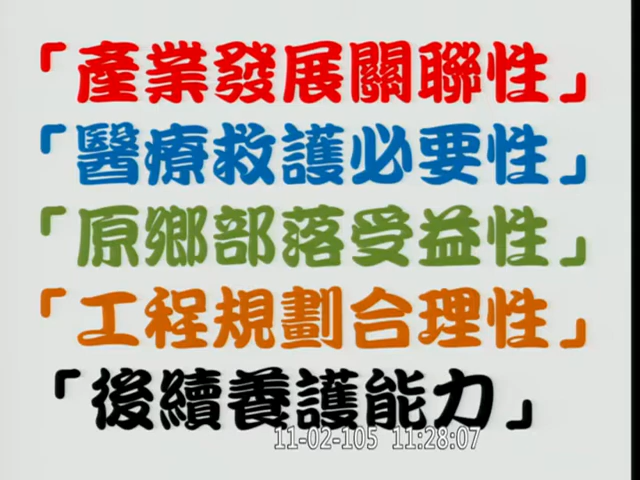 「產業發展關聯性」
「醫療救護必要性」
「原鄉部落受益性」
「工程規劃合理性」
「後續養護能力」
11-02-105 11:28:07